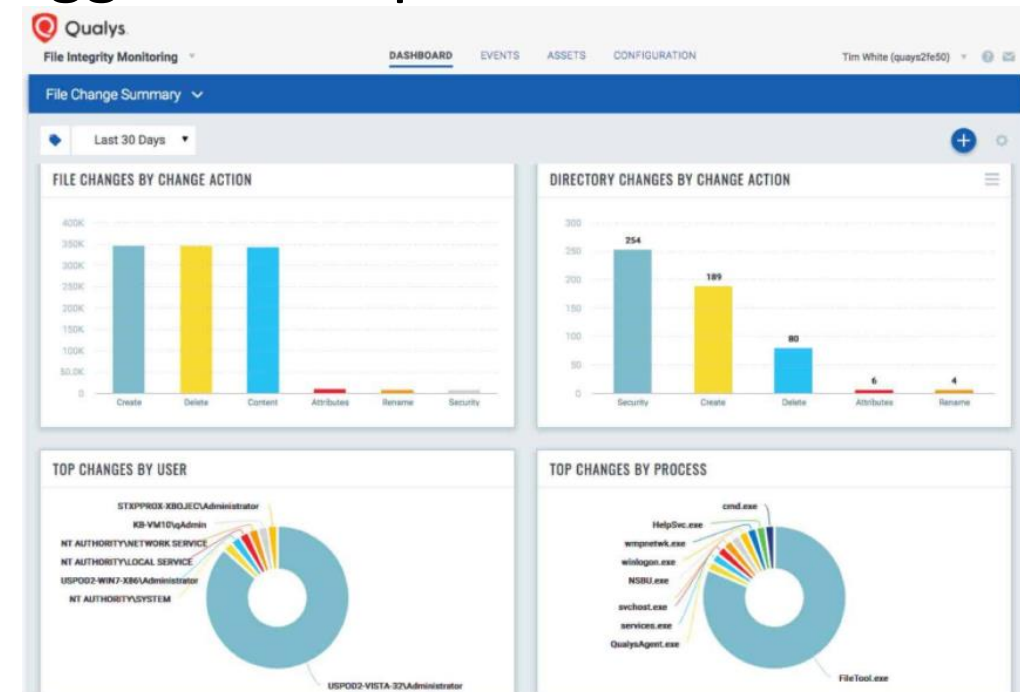 Qualys.
File Integrity Monitoring
DASHBOARD EVENTS ASSETS CONFIGURATION
Tim White (quays2fe50)
File Change Summary
Last 30 Days
FILE CHANGES BY CHANGE ACTION
400K
350K
300K
250K
200K
150K
100K
50.0K
0
Create Delete Content Attributes Rename Security
DIRECTORY CHANGES BY CHANGE ACTION
300
250
200
150
100
50
0
254
189
80
6
4
Security Create Delete Attributes Rename
TOP CHANGES BY USER
STXPPROX-XBOJEC\Administrator
KB-VM10\qAdmin
NT AUTHORITY\NETWORK SERVICE
NT AUTHORITY\LOCAL SERVICE
USPOD2-WIN7-X86\Administrator
NT AUTHORITY\SYSTEM
USPOD2-VISTA-32\Administrator
TOP CHANGES BY PROCESS
cmd.exe
HelpSvc.exe
wmpnetwk.exe
winlogon.exe
NSBU.exe
svchost.exe
services.exe
QualysAgent.exe
FileTool.exe